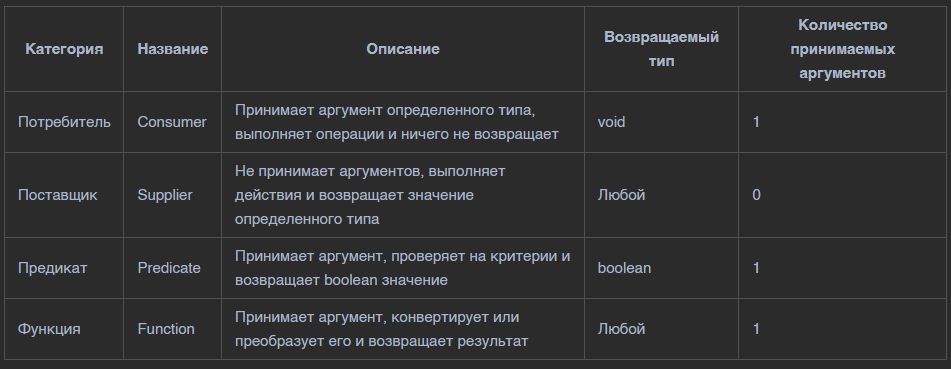 Категория
Название
Описание
Возвращаемый
тип
Количество
принимаемых
аргументов
Потребитель
Consumer
Принимает аргумент определенного типа,
выполняет операции и ничего не возвращает
void
1
Поставщик
Supplier
Не принимает аргументов, выполняет
действия и возвращает значение
определенного типа
Любой
0
Предикат
Predicate
Принимает аргумент, проверяет на критерии и
возвращает boolean значение
boolean
1
Функция
Function
Принимает аргумент, конвертирует или
преобразует его и возвращает результат
Любой
1